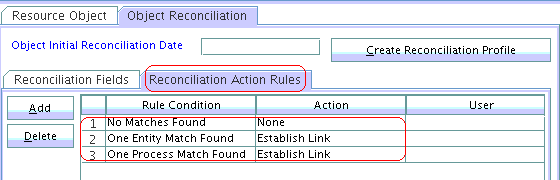 Resource Object Object Reconciliation
Object Initial Reconciliation Date Create Reconciliation Profile
Reconciliation Fields Reconciliation Action Rules
Add Rule Condition Action User
1 No Matches Found None
Delete 2 One Entity Match Found Establish Link
3 One Process Match Found Establish Link